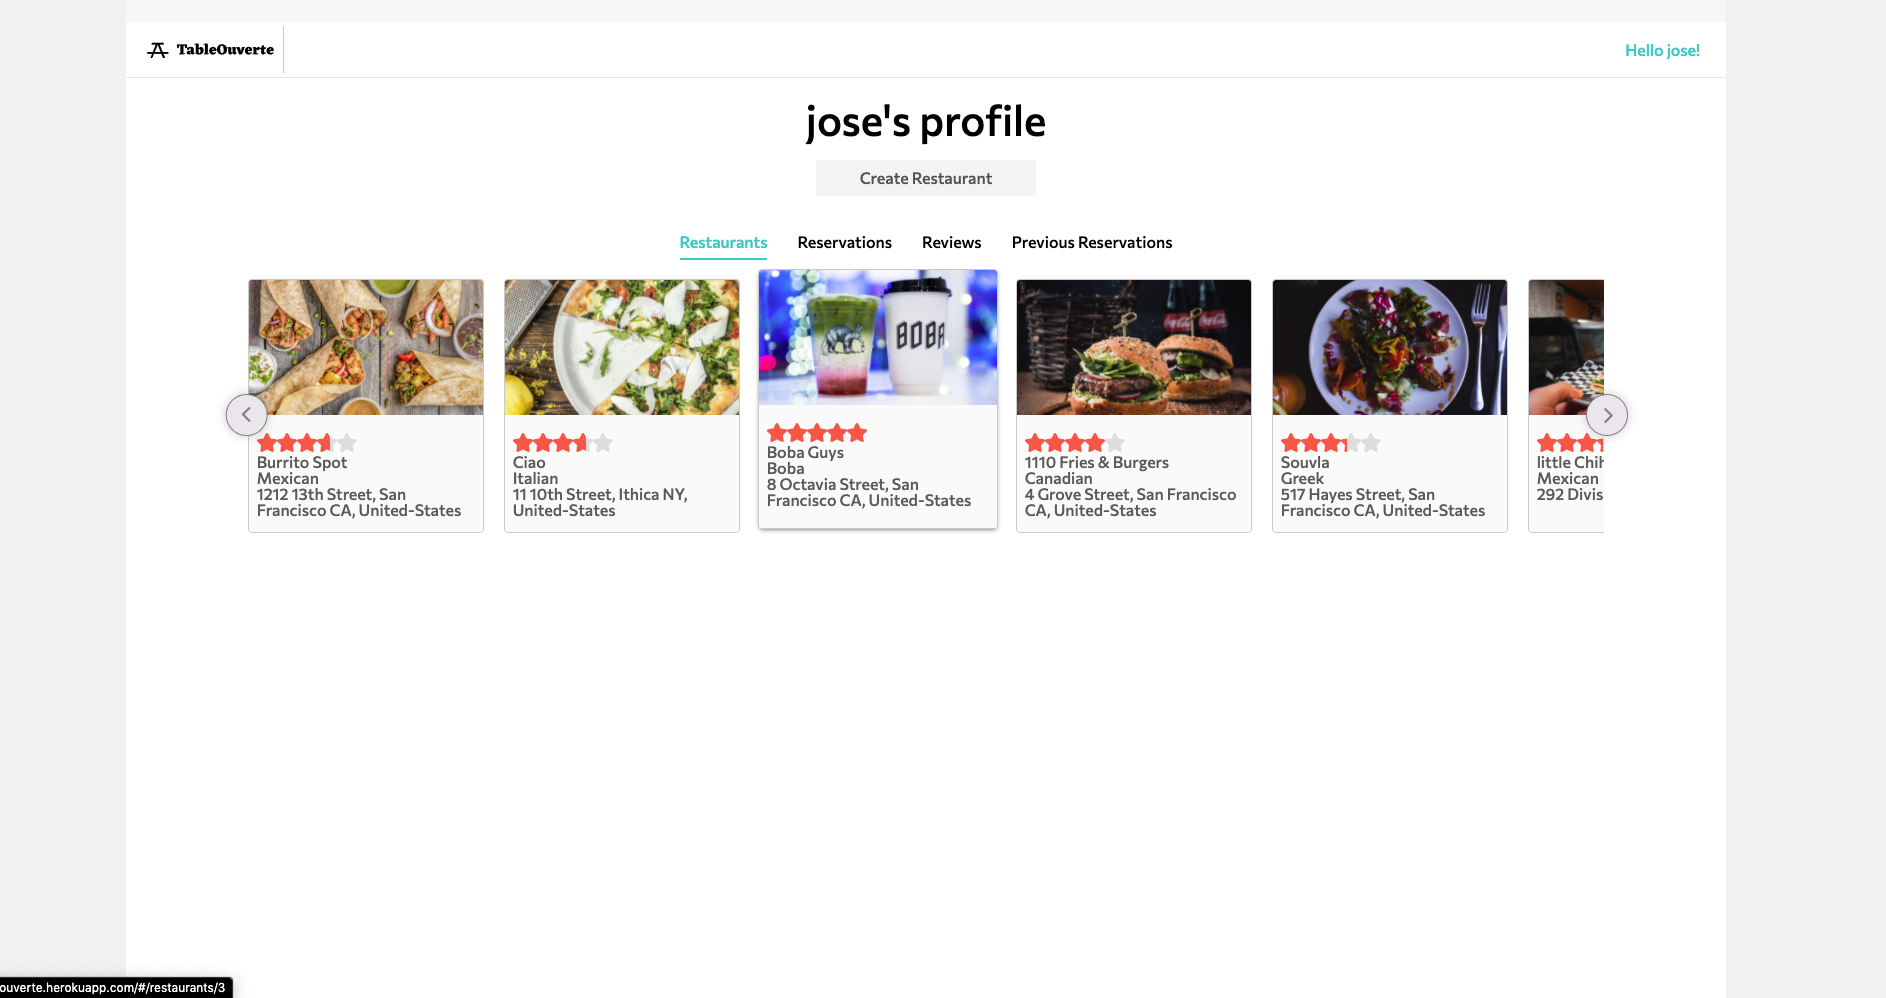 TableOuverte
Hello jose!
jose's profile
Create Restaurant
Restaurants
Reservations
Reviews
Previous Reservations
BOBA
Coca-Cola
Burrito Spot
Mexican
1212 13th Street, San
Francisco CA, United-States
Ciao
Italian
11 10th Street, Ithica NY,
United-States
Boba Guys
Boba
8 Octavia Street, San
Francisco CA, United-States
1110 Fries & Burgers
Canadian
4 Grove Street, San Francisco
CA, United-States
Souvla
Greek
517 Hayes Street, San
Francisco CA, United-States
little Chih
Mexican
292 Divis
ouverte.herokuapp.com/#/restaurants/3